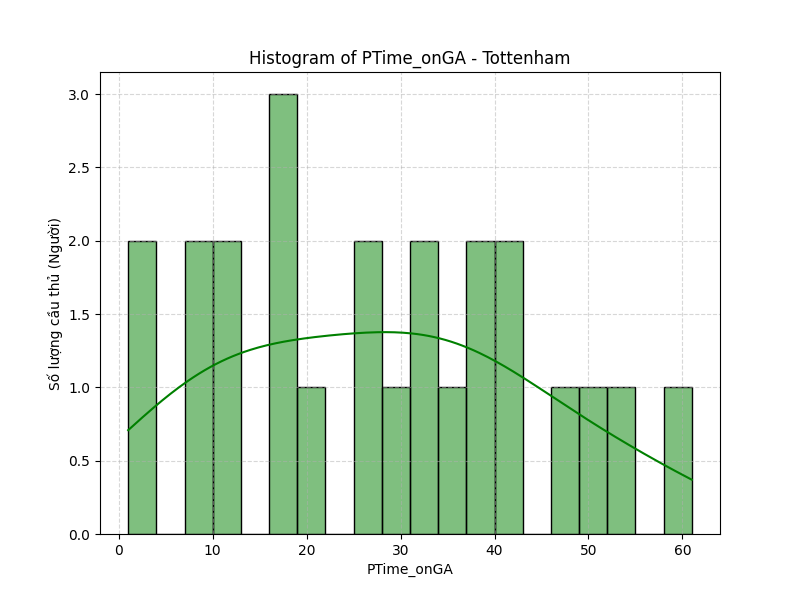 Histogram of PTime_onGA - Tottenham
3.0
2.5
2.0
1.5
1.0
0.5
0.0
Số lượng cầu thủ (Người)
0 10 20 30 40 50 60
PTime_onGA